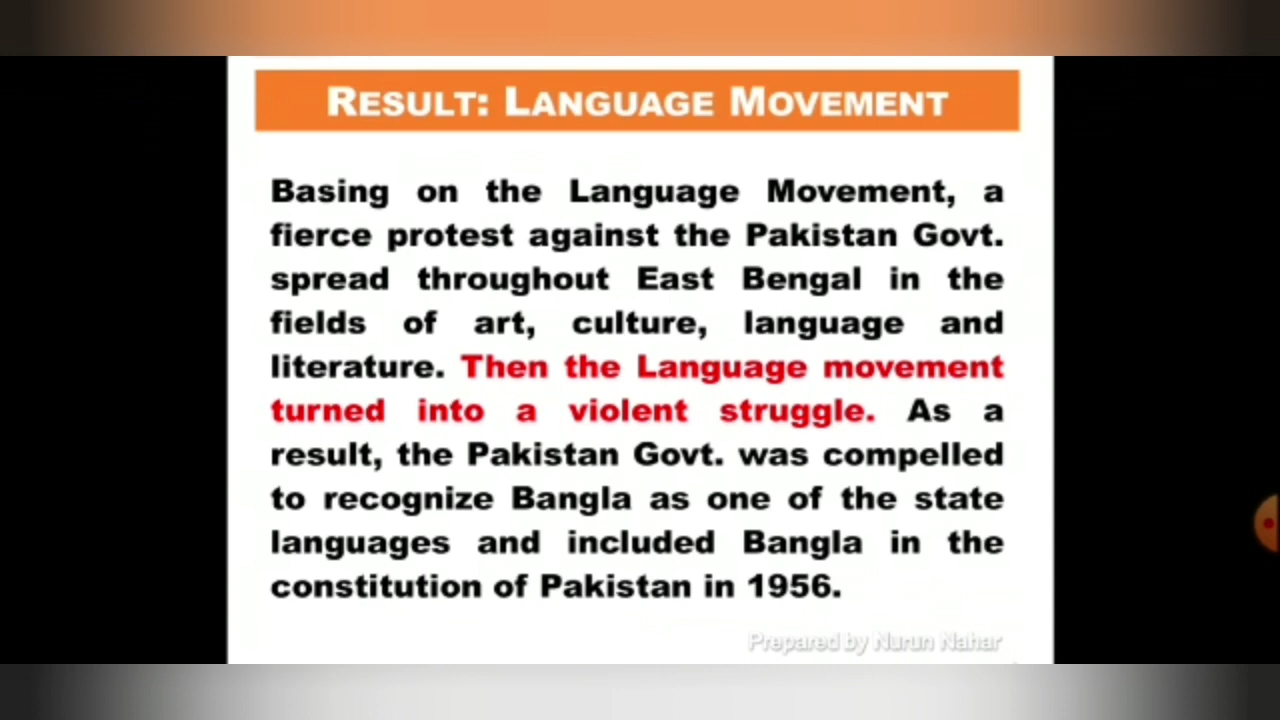 RESULT: LANGUAGE MOVEMENT
Basing on the Language Movement, a
fierce protest against the Pakistan Govt.
spread throughout East Bengal in the
fields of art, culture, language and
literature. Then the Language movement
turned into a violent struggle. As a
result, the Pakistan Govt. was compelled
to recognize Bangla as one of the state
languages and included Bangla in the
constitution of Pakistan in 1956.
Prepared by Nurun Nahar